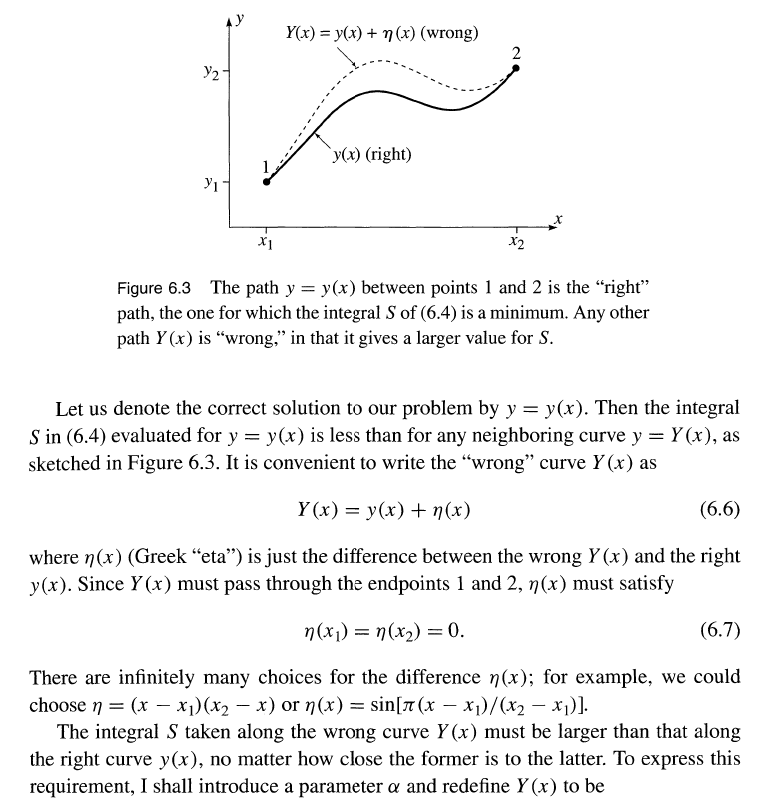 y
Y(x) = y(x) + η (x) (wrong)
2
y₂
y(x) (right)
1
y₁
x
x₁
x₂
Figure 6.3 The path y = y(x) between points 1 and 2 is the “right”
path, the one for which the integral S of (6.4) is a minimum. Any other
path Y(x) is “wrong,” in that it gives a larger value for S.
Let us denote the correct solution to our problem by y = y(x). Then the integral
S in (6.4) evaluated for y = y(x) is less than for any neighboring curve y = Y(x), as
sketched in Figure 6.3. It is convenient to write the “wrong” curve Y(x) as
Y(x) = y(x) + η(x) (6.6)
where η(x) (Greek “eta”) is just the difference between the wrong Y(x) and the right
y(x). Since Y(x) must pass through the endpoints 1 and 2, η(x) must satisfy
η(x₁) = η(x₂) = 0. (6.7)
There are infinitely many choices for the difference η(x); for example, we could
choose η = (x − x₁)(x₂ − x) or η(x) = sin[π(x − x₁)/(x₂ − x₁)].
The integral S taken along the wrong curve Y(x) must be larger than that along
the right curve y(x), no matter how close the former is to the latter. To express this
requirement, I shall introduce a parameter α and redefine Y(x) to be